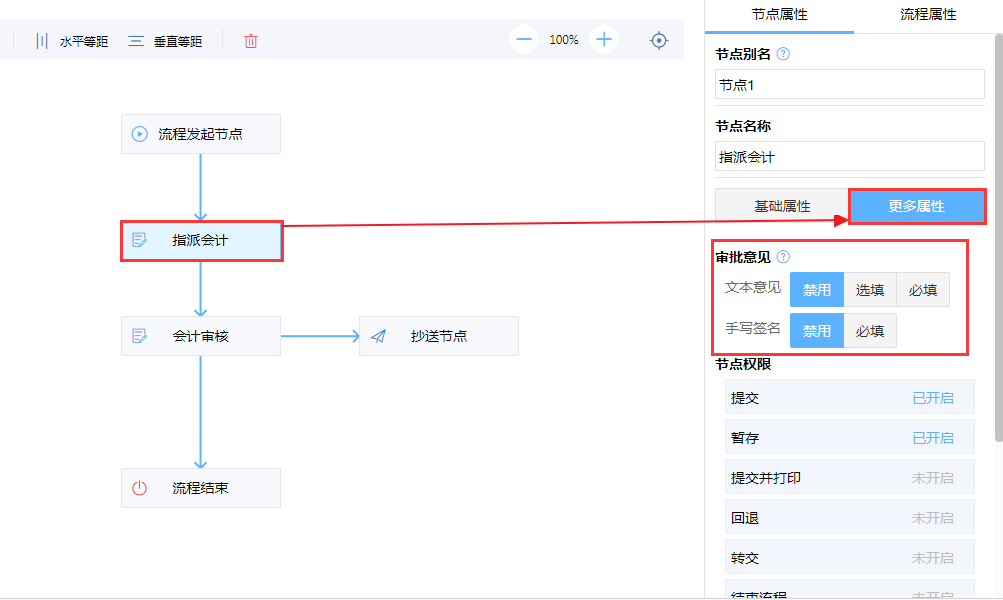 水平等距 垂直等距 100%
流程发起节点
指派会计
会计审核 抄送节点
流程结束
节点属性 流程属性
节点别名
节点1
节点名称
指派会计
基础属性 更多属性
审批意见
文本意见 禁用 选填 必填
手写签名 禁用 必填
节点权限
提交 已开启
暂存 已开启
提交并打印 未开启
回退 未开启
转交 未开启
结束流程 未开启